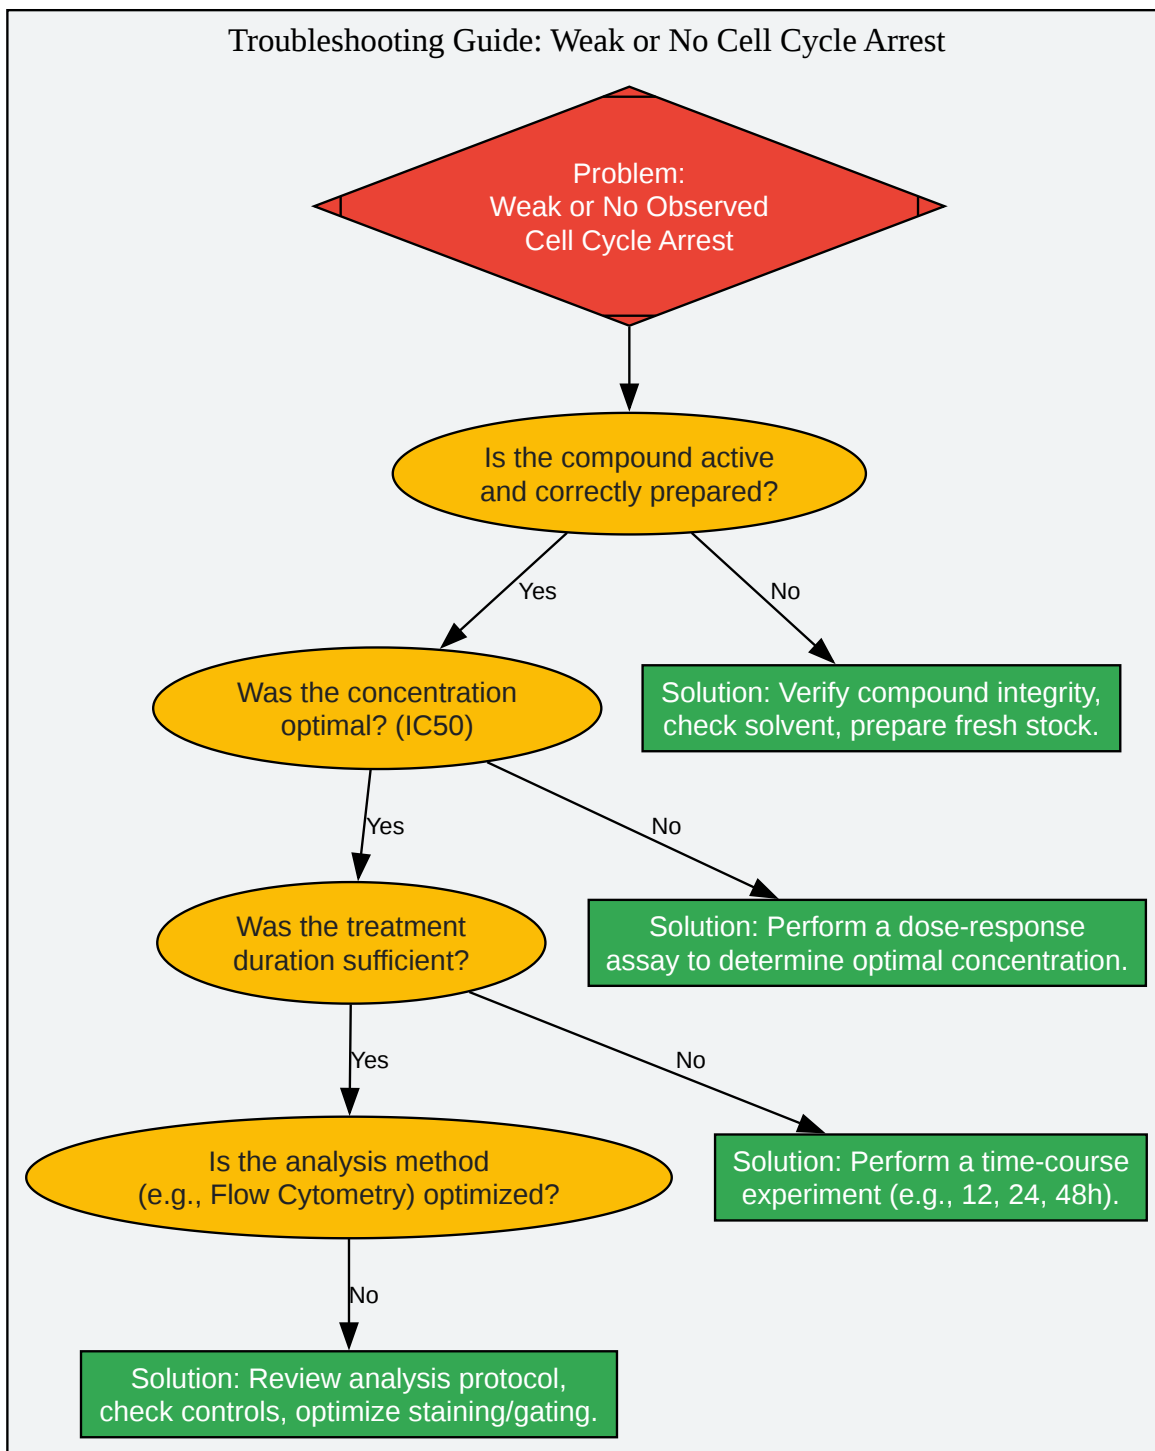 Troubleshooting Guide: Weak or No Cell Cycle Arrest
Problem:
Weak or No Observed
Cell Cycle Arrest
Is the compound active
and correctly prepared?
Yes
No
Was the concentration
optimal? (IC50)
Solution: Verify compound integrity,
check solvent, prepare fresh stock.
Yes
No
Was the treatment
duration sufficient?
Solution: Perform a dose-response
assay to determine optimal concentration.
Yes
No
Is the analysis method
(e.g., Flow Cytometry) optimized?
Solution: Perform a time-course
experiment (e.g., 12, 24, 48h).
No
Solution: Review analysis protocol,
check controls, optimize staining/gating.